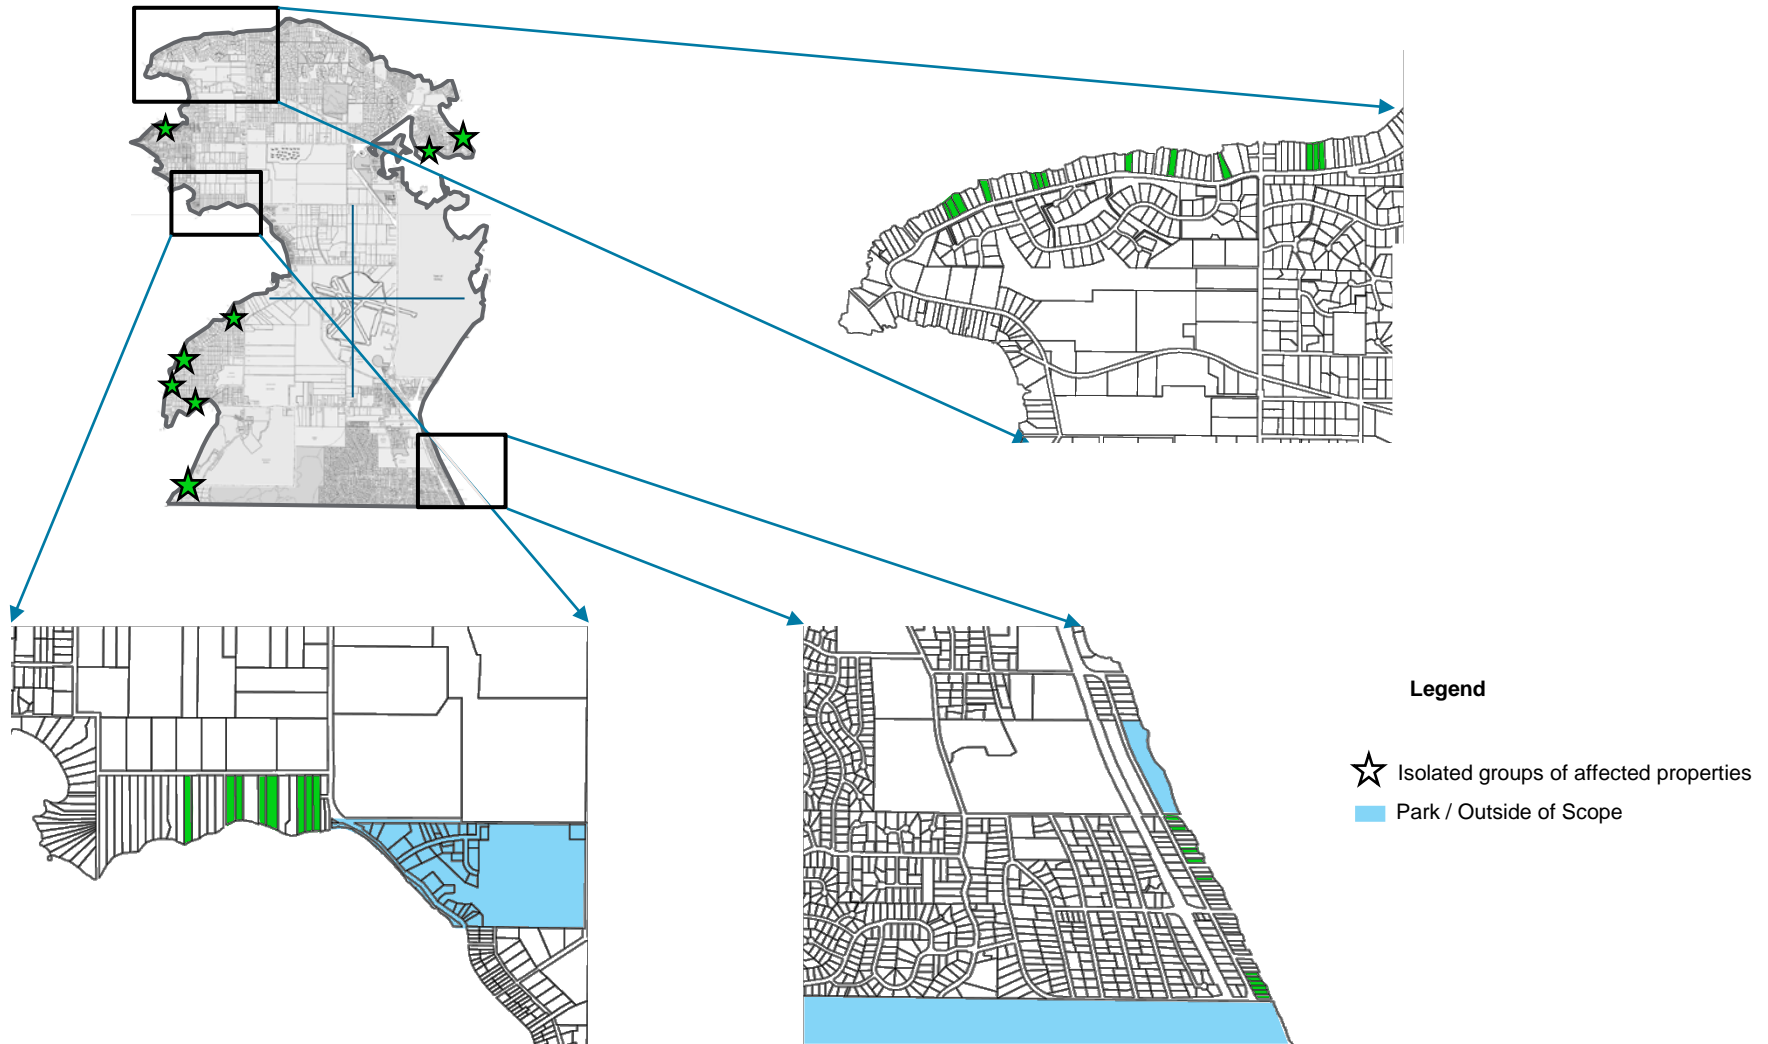 Legend
Isolated groups of affected properties
Park / Outside of Scope